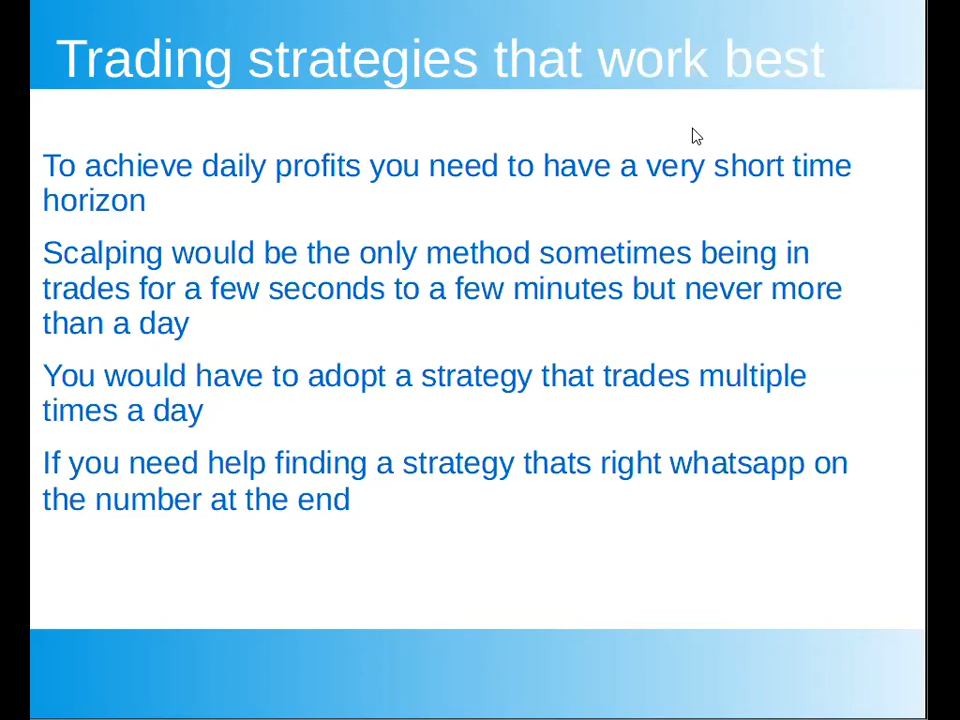 Trading strategies that work best
To achieve daily profits you need to have a very short time
horizon
Scalping would be the only method sometimes being in
trades for a few seconds to a few minutes but never more
than a day
You would have to adopt a strategy that trades multiple
times a day
If you need help finding a strategy thats right whatsapp on
the number at the end